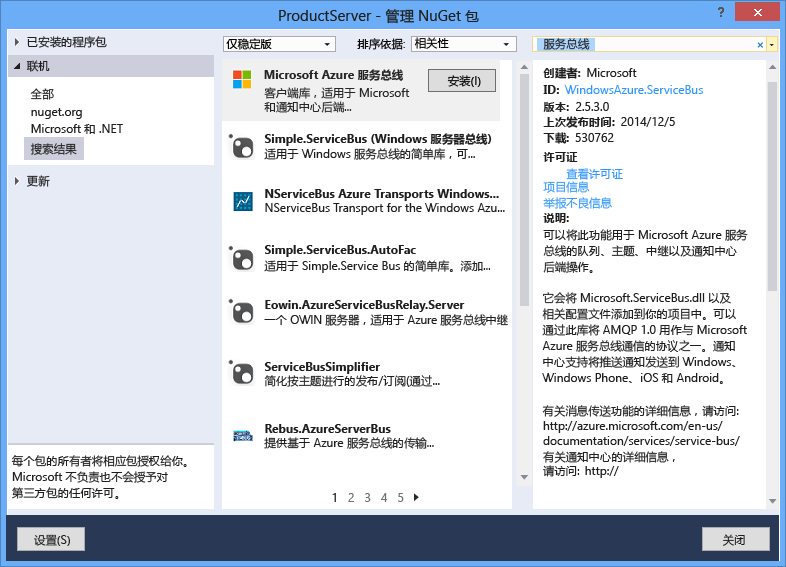 ProductServer - 管理 NuGet 包
已安装的程序包
联机
全部
nuget.org
Microsoft 和 .NET
搜索结果
更新
每个包的所有者将相应包授权给你。
Microsoft 不负责也不会授予对
第三方包的任何许可。
仅稳定版
排序依据:
相关性
Microsoft Azure 服务总线
客户端库，适用于 Microsoft
和通知中心后端...
安装(I)
Simple.ServiceBus (Windows 服务器总线)
适用于 Windows 服务总线的简单库，可...
NServiceBus Azure Transports Windows...
NServiceBus Transport for the Windows Azu...
Simple.ServiceBus.AutoFac
适用于 Simple.Service Bus 的简单库。添加...
Eowin.AzureServiceBusRelay.Server
一个 OWIN 服务器，适用于 Azure 服务总线中继
ServiceBusSimplifier
简化按主题进行的发布/订阅(通过...
Rebus.AzureServerBus
提供基于 Azure 服务总线的传输...
1 2 3 4 5
服务总线
创建者: Microsoft
ID: WindowsAzure.ServiceBus
版本: 2.5.3.0
上次发布时间: 2014/12/5
下载: 530762
许可证
查看许可证
项目信息
举报不良信息
说明:
可以将此功能用于 Microsoft Azure 服务
总线的队列、主题、中继以及通知中心
后端操作。
它会将 Microsoft.ServiceBus.dll 以及
相关配置文件添加到你的项目中。可以
通过此库将 AMQP 1.0 用作与 Microsoft
Azure 服务总线通信的协议之一。通知
中心支持将推送通知发送到 Windows、
Windows Phone、iOS 和 Android。
有关消息传送功能的详细信息，请访问:
http://azure.microsoft.com/en-us/
documentation/services/service-bus/
有关通知中心的详细信息，
请访问: http://
设置(S)
关闭